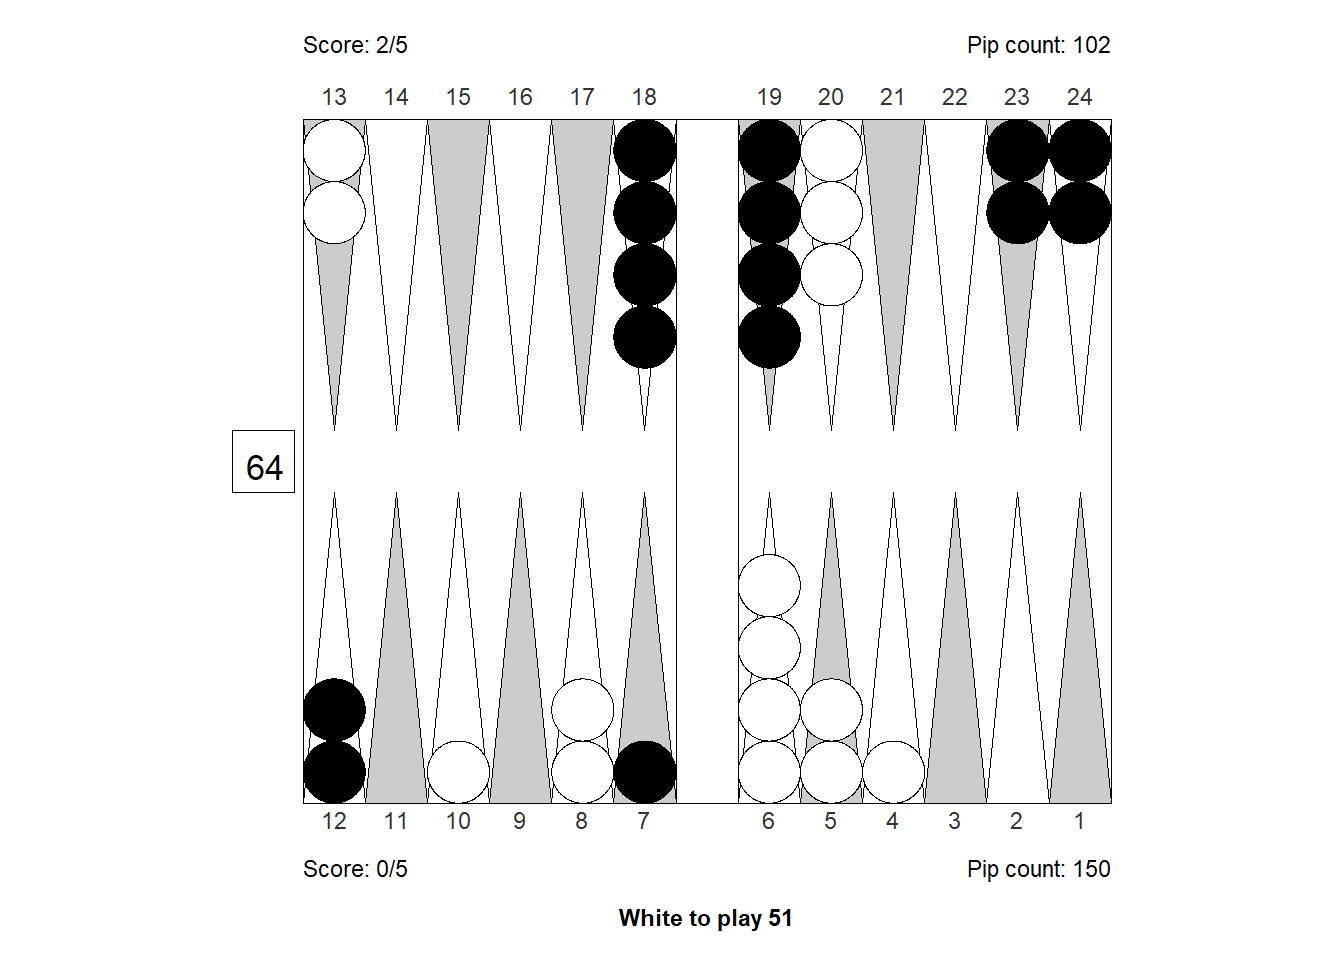 Score: 2/5 Pip count: 102
13 14 15 16 17 18 19 20 21 22 23 24
64
12 11 10 9 8 7 6 5 4 3 2 1
Score: 0/5 Pip count: 150
White to play 51